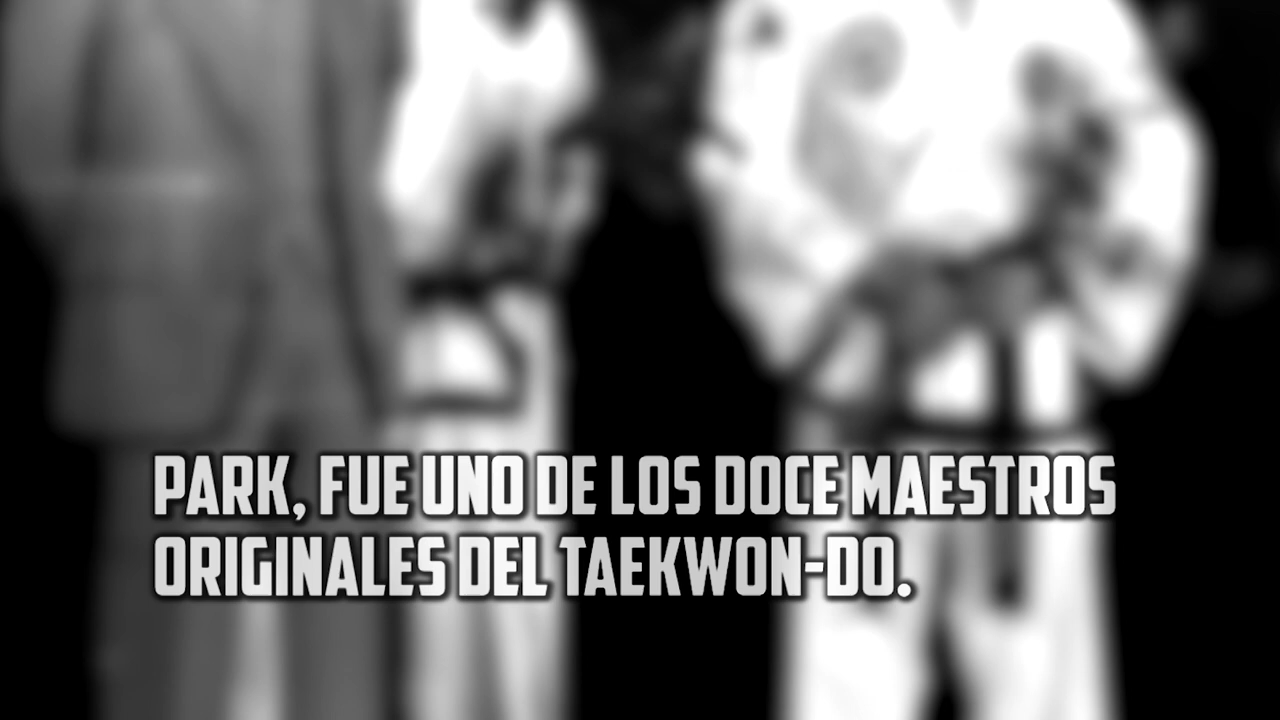 PARK, FUE UNO DE LOS DOCE MAESTROS
ORIGINALES DEL TAEKWON-DO.